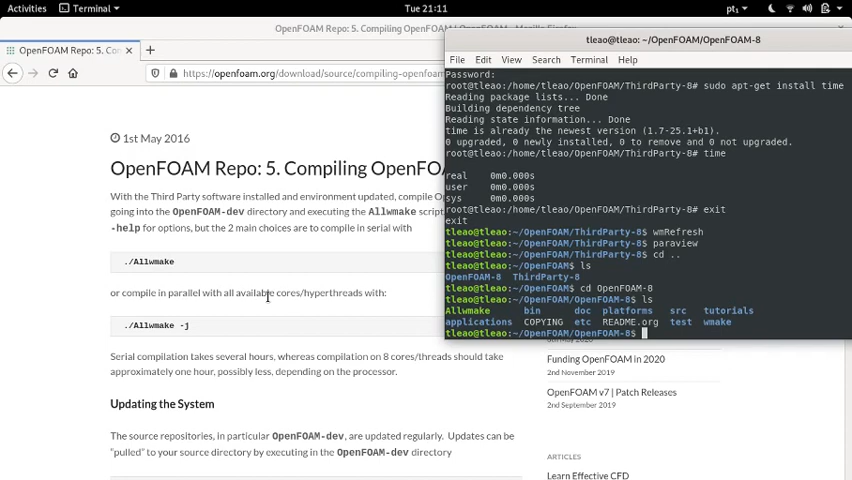 Activities Terminal Tue 21:11 pt₁
OpenFOAM Repo: 5. Compiling OpenFOAM
tleao@tleao: ~/OpenFOAM/OpenFOAM-8
OpenFOAM Repo: 5. Co
File Edit View Search Terminal Help
https://openfoam.org/download/source/compiling-openfoam
Password:
root@tleao:/home/tleao/OpenFOAM/ThirdParty-8# sudo apt-get install time
Reading package lists... Done
Building dependency tree
Reading state information... Done
time is already the newest version (1.7-25.1+b1).
0 upgraded, 0 newly installed, 0 to remove and 0 not upgraded.
root@tleao:/home/tleao/OpenFOAM/ThirdParty-8# time
real 0m0.000s
user 0m0.000s
sys 0m0.000s
root@tleao:/home/tleao/OpenFOAM/ThirdParty-8# exit
exit
tleao@tleao:~/OpenFOAM/ThirdParty-8$ wmRefresh
tleao@tleao:~/OpenFOAM/ThirdParty-8$ paraview
tleao@tleao:~/OpenFOAM/ThirdParty-8$ cd ..
tleao@tleao:~/OpenFOAM$ ls
OpenFOAM-8 ThirdParty-8
tleao@tleao:~/OpenFOAM$ cd OpenFOAM-8
tleao@tleao:~/OpenFOAM/OpenFOAM-8$ ls
Allwmake bin doc platforms src tutorials
applications COPYING etc README.org test wmake
tleao@tleao:~/OpenFOAM/OpenFOAM-8$
1st May 2016
OpenFOAM Repo: 5. Compiling OpenFOA
With the Third Party software installed and environment updated, compile O
going into the OpenFOAM-dev directory and executing the Allwmake script
-help for options, but the 2 main choices are to compile in serial with
./Allwmake
or compile in parallel with all available cores/hyperthreads with:
./Allwmake -j
Serial compilation takes several hours, whereas compilation on 8 cores/threads should take
approximately one hour, possibly less, depending on the processor.
Updating the System
The source repositories, in particular OpenFOAM-dev, are updated regularly. Updates can be
"pulled" to your source directory by executing in the OpenFOAM-dev directory
Funding OpenFOAM in 2020
2nd November 2019
OpenFOAM v7 | Patch Releases
2nd September 2019
ARTICLES
Learn Effective CFD